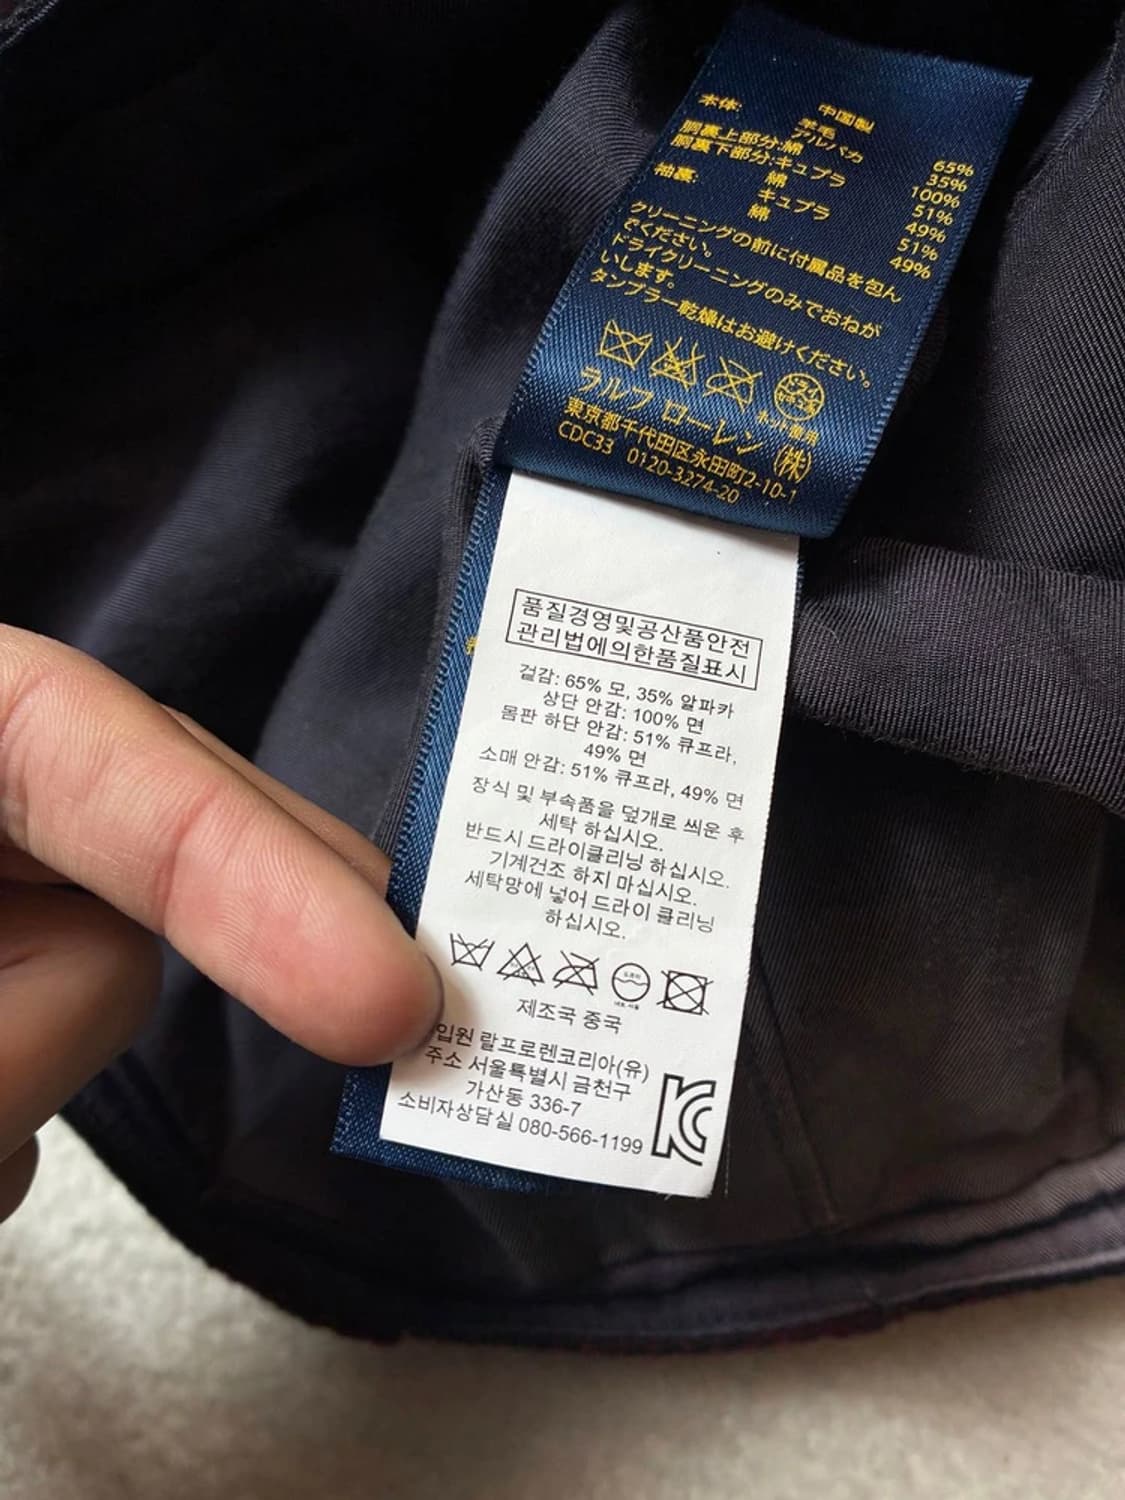 中国製
本体: 羊毛 65%
アルパカ 35%
胴裏上部分:綿 100%
胴裏下部分:キュプラ 51%
綿 49%
袖裏: キュプラ 51%
綿 49%
クリーニングの前に付属品を包ん
でください。
ドライクリーニングのみでおねが
いします。
タンブラー乾燥はお避けください。
ドライ
ネット使用
ラルフ ローレン (株)
東京都千代田区永田町2-10-1
CDC33 0120-3274-20
품질경영및공산품안전
관리법에의한품질표시
겉감: 65% 모, 35% 알파카
상단 안감: 100% 면
몸판 하단 안감: 51% 큐프라,
49% 면
소매 안감: 51% 큐프라, 49% 면
장식 및 부속품을 덮개로 씌운 후
세탁 하십시오.
반드시 드라이클리닝 하십시오.
기계건조 하지 마십시오.
세탁망에 넣어 드라이 클리닝
하십시오.
제조국 중국
입원 랄프로렌코리아(유)
주소 서울특별시 금천구
가산동 336-7
소비자상담실 080-566-1199
KC